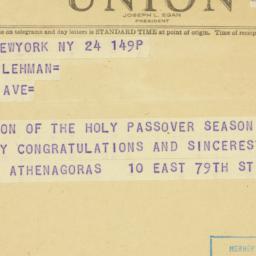 UNION
JOSEPH L. EGAN
PRESIDENT
ne on telegrams and day letters is STANDARD TIME at point of origin. Time of receip
NEWYORK NY 24 149P
LEHMAN=
AVE=
ON OF THE HOLY PASSOVER SEASON
Y CONGRATULATIONS AND SINCEREST
ATHENAGORAS 10 EAST 79TH ST